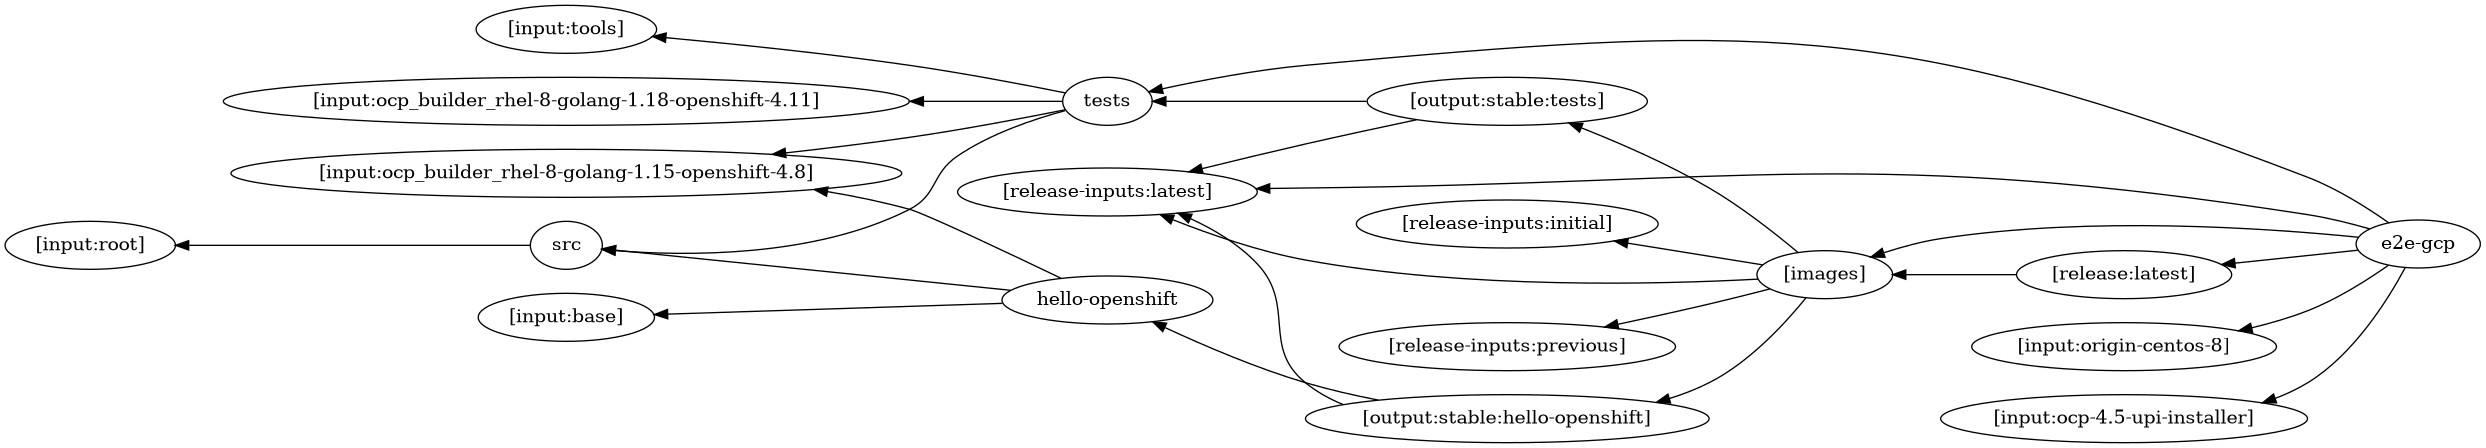 [input:tools]
[input:ocp_builder_rhel-8-golang-1.18-openshift-4.11]
tests
[output:stable:tests]
[input:ocp_builder_rhel-8-golang-1.15-openshift-4.8]
[release-inputs:latest]
[release-inputs:initial]
[input:root]
src
e2e-gcp
[images]
[release:latest]
hello-openshift
[input:base]
[release-inputs:previous]
[input:origin-centos-8]
[output:stable:hello-openshift]
[input:ocp-4.5-upi-installer]